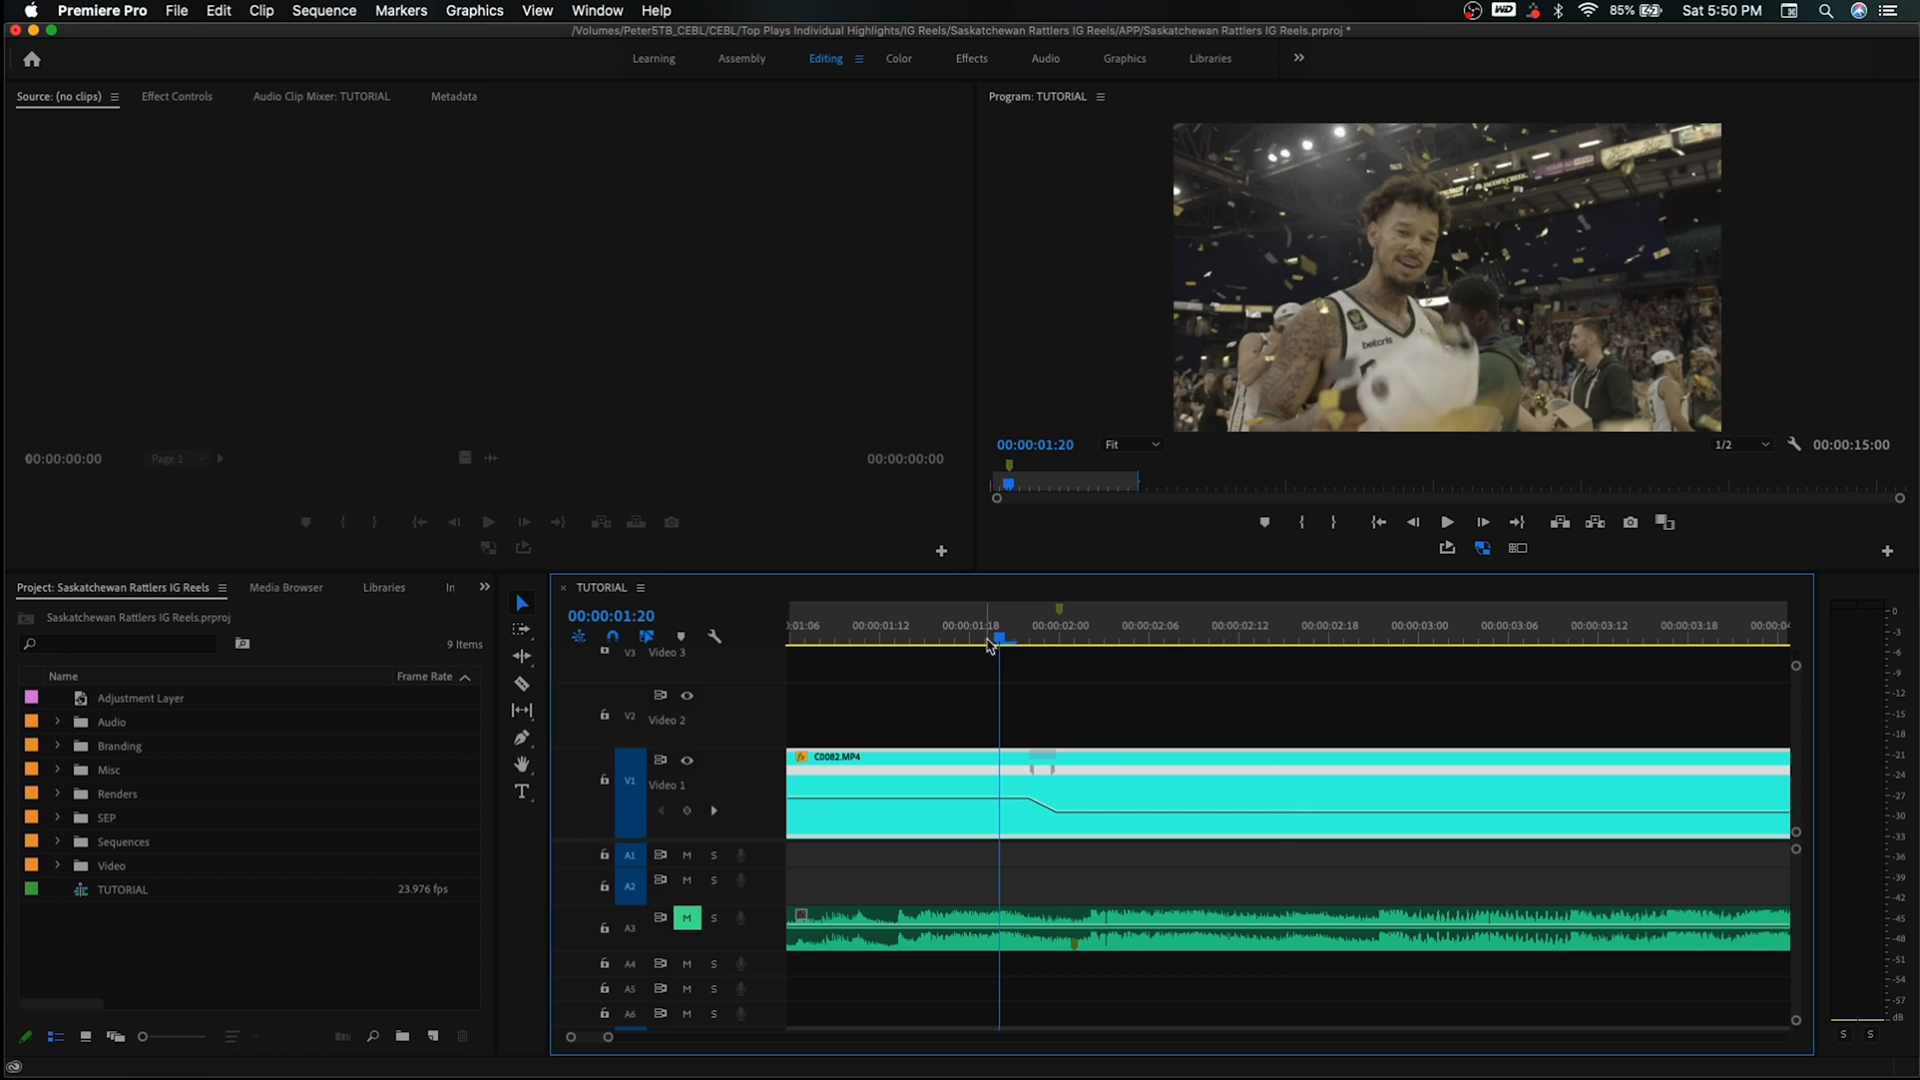 Premiere Pro File Edit Clip Sequence Markers Graphics View Window Help
WD 85% Sat 5:50 PM
/Volumes/Peter5TB_CEBL/CEBL/Top Plays Individual Highlights/IG Reels/Saskatchewan Rattlers IG Reels/APP/Saskatchewan Rattlers IG Reels.prproj *
Learning Assembly Editing Color Effects Audio Graphics Libraries
Source: (no clips) Effect Controls Audio Clip Mixer: TUTORIAL Metadata
Program: TUTORIAL
betcris
00:00:01:20 Fit 1/2 00:00:15:00
00:00:00:00 Page 1 00:00:00:00
Project: Saskatchewan Rattlers IG Reels Media Browser Libraries In
Saskatchewan Rattlers IG Reels.prproj
9 Items
Name Frame Rate
Adjustment Layer
Audio
Branding
Misc
Renders
SEP
Sequences
Video
TUTORIAL 23.976 fps
× TUTORIAL
00:00:01:20
0:01:06 00:00:01:12 00:00:01:18 00:00:02:00 00:00:02:06 00:00:02:12 00:00:02:18 00:00:03:00 00:00:03:06 00:00:03:12 00:00:03:18 00:00:04
V3 Video 3
V2 Video 2
fx C0082.MP4
V1 Video 1
A1 M S
A2 M S
A3 M S
A4 M S
A5 M S
A6 M S
0
-3
-6
-9
-12
-15
-18
-21
-24
-27
-30
-33
-36
-39
-42
-45
-48
-51
-54
-57
dB
S S